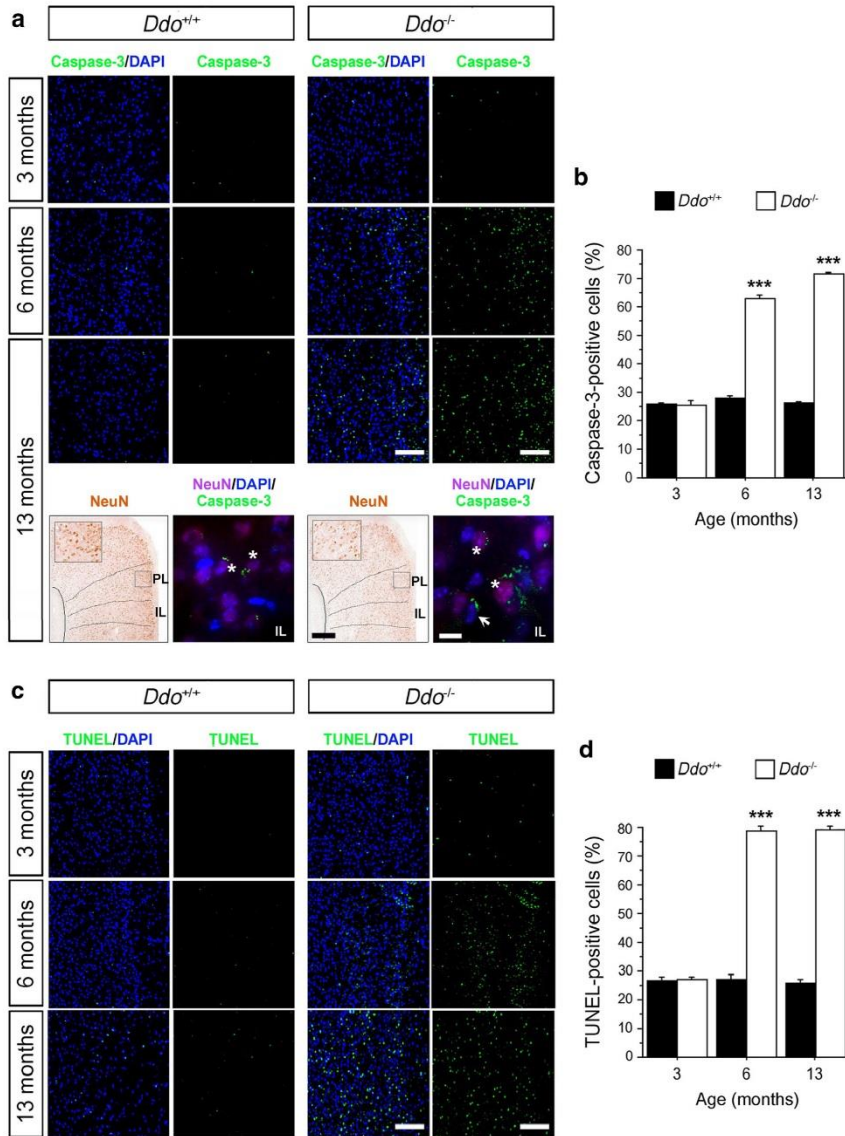 a
Ddo+/+ Ddo-/-
Caspase-3/DAPI Caspase-3 Caspase-3/DAPI Caspase-3
3 months
6 months
13 months
NeuN NeuN/DAPI/ Caspase-3 NeuN NeuN/DAPI/ Caspase-3
PL
IL
*
*
IL
PL
IL
*
*
IL
b
Ddo+/+ Ddo-/-
Caspase-3-positive cells (%)
80
70
60
50
40
30
20
10
0
*** ***
3 6 13
Age (months)
c
Ddo+/+ Ddo-/-
TUNEL/DAPI TUNEL TUNEL/DAPI TUNEL
3 months
6 months
13 months
d
Ddo+/+ Ddo-/-
TUNEL-positive cells (%)
80
70
60
50
40
30
20
10
0
*** ***
3 6 13
Age (months)